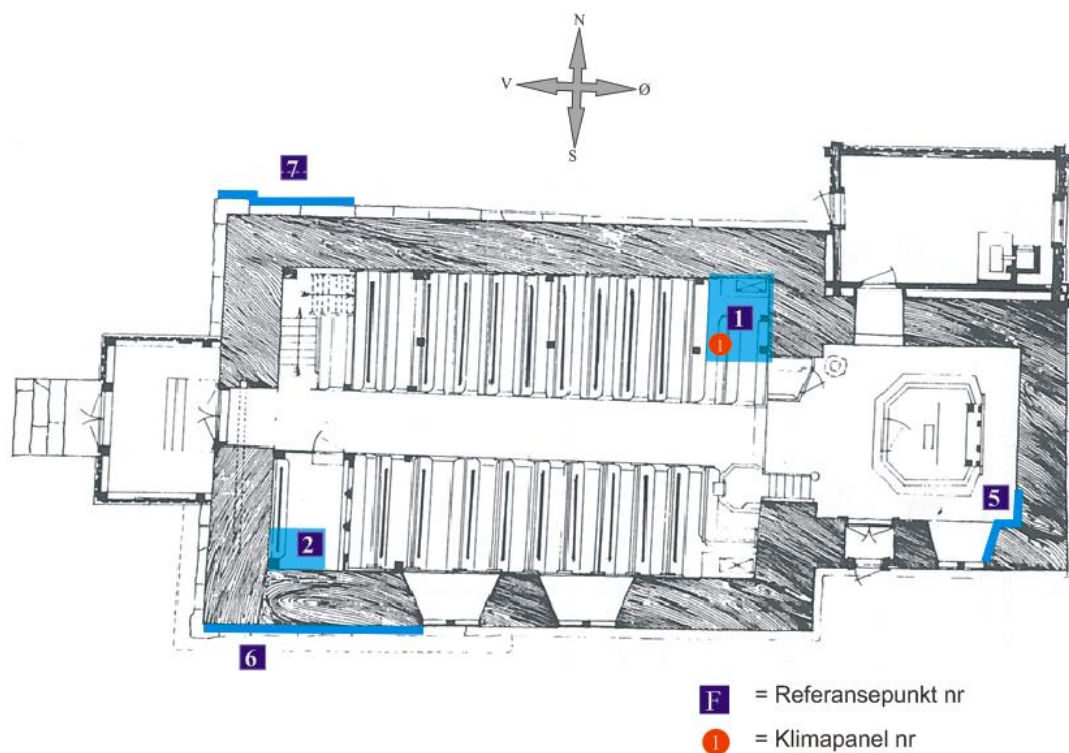 N
V Ø
S
7
1
1
5
2
6
F = Referansepunkt nr
1 = Klimapanel nr